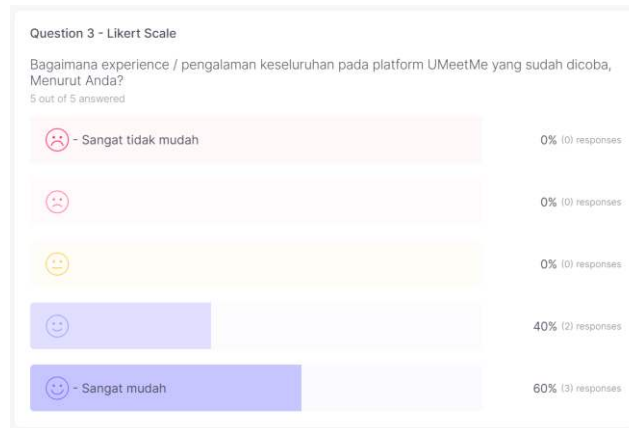 Question 3 - Likert Scale
Bagaimana experience / pengalaman keseluruhan pada platform UMeetMe yang sudah dicoba,
Menurut Anda?
5 out of 5 answered
- Sangat tidak mudah
0% (0) responses
0% (0) responses
0% (0) responses
40% (2) responses
- Sangat mudah
60% (3) responses